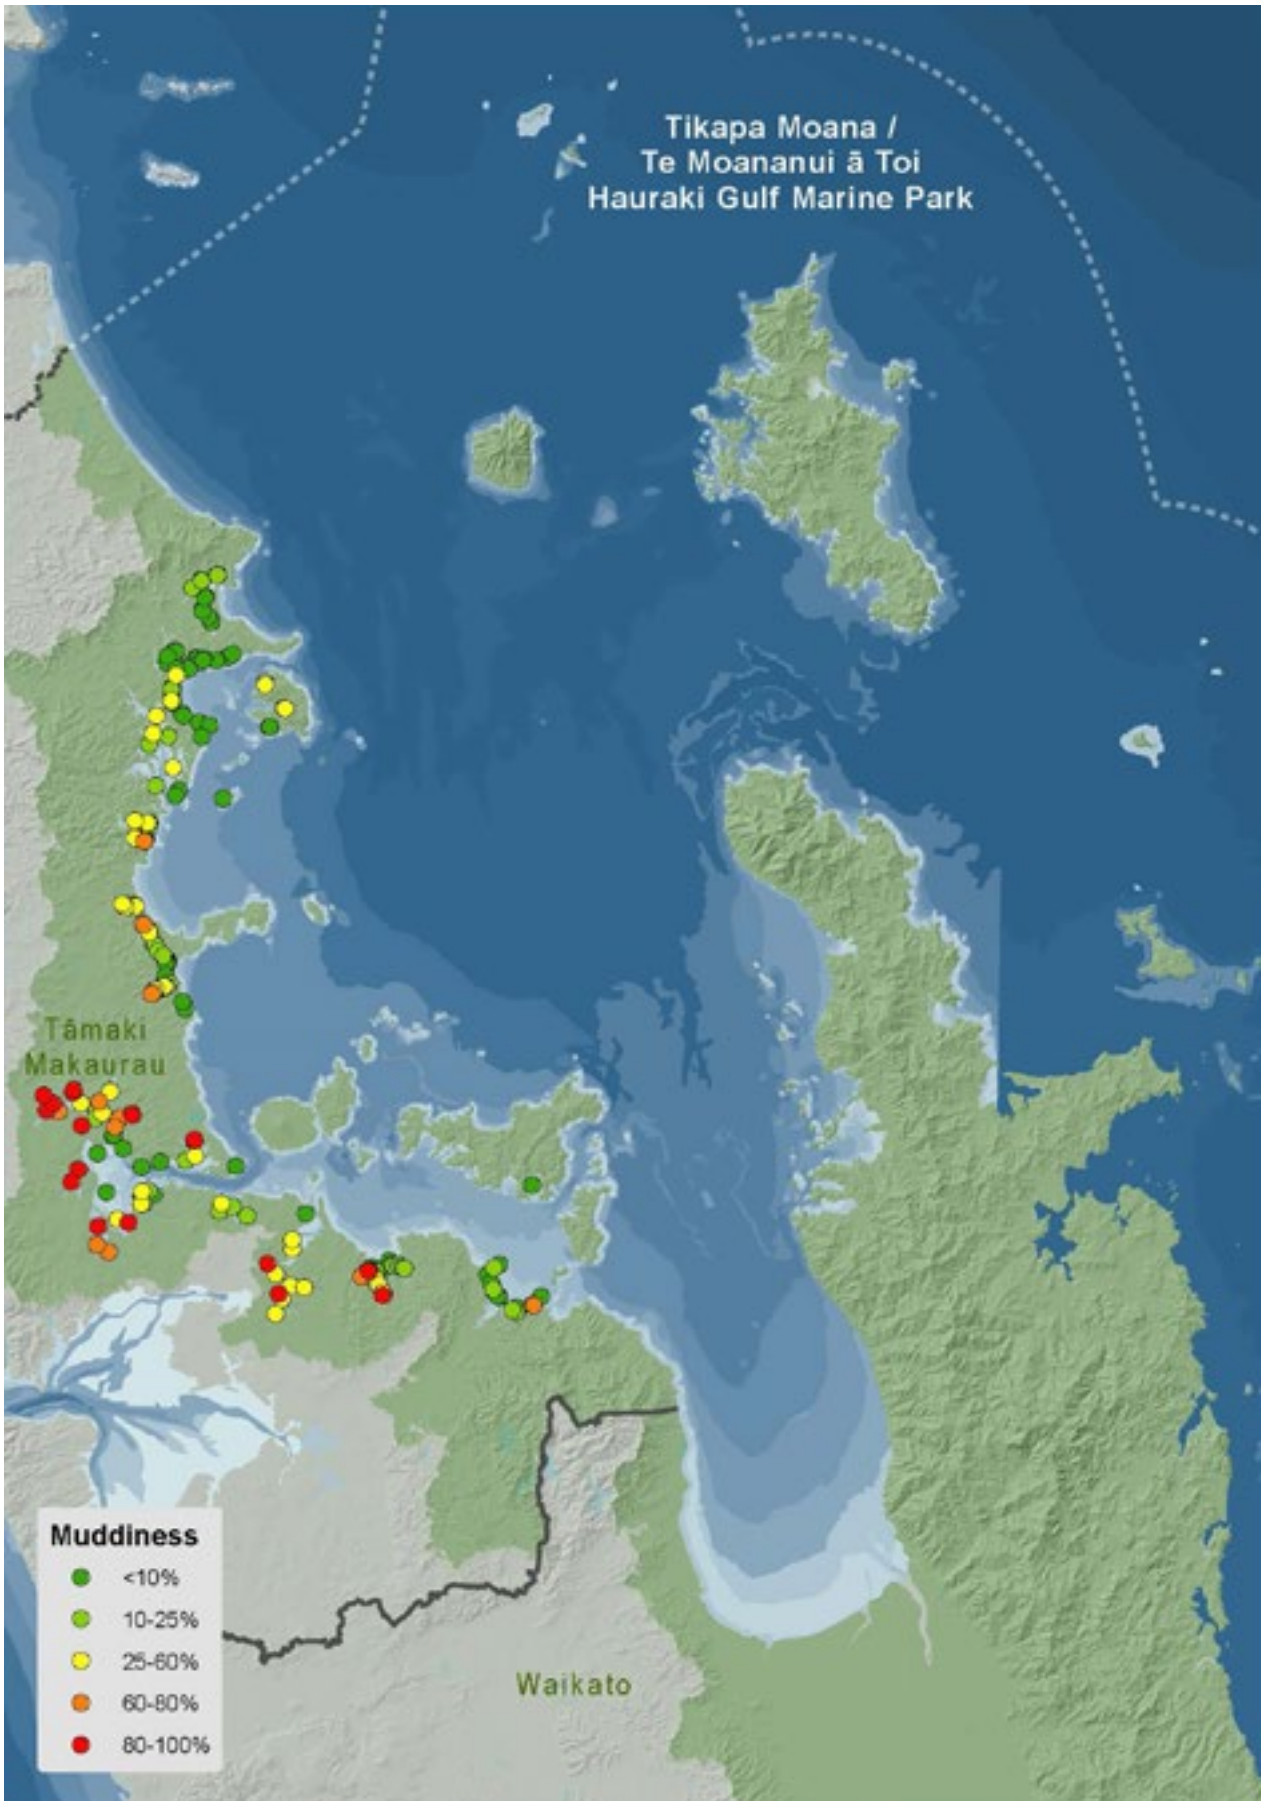 Tikapa Moana /
Te Moananui ā Toi
Hauraki Gulf Marine Park
Tāmaki
Makaurau
Muddiness
<10%
10-25%
25-60%
60-80%
80-100%
Waikato